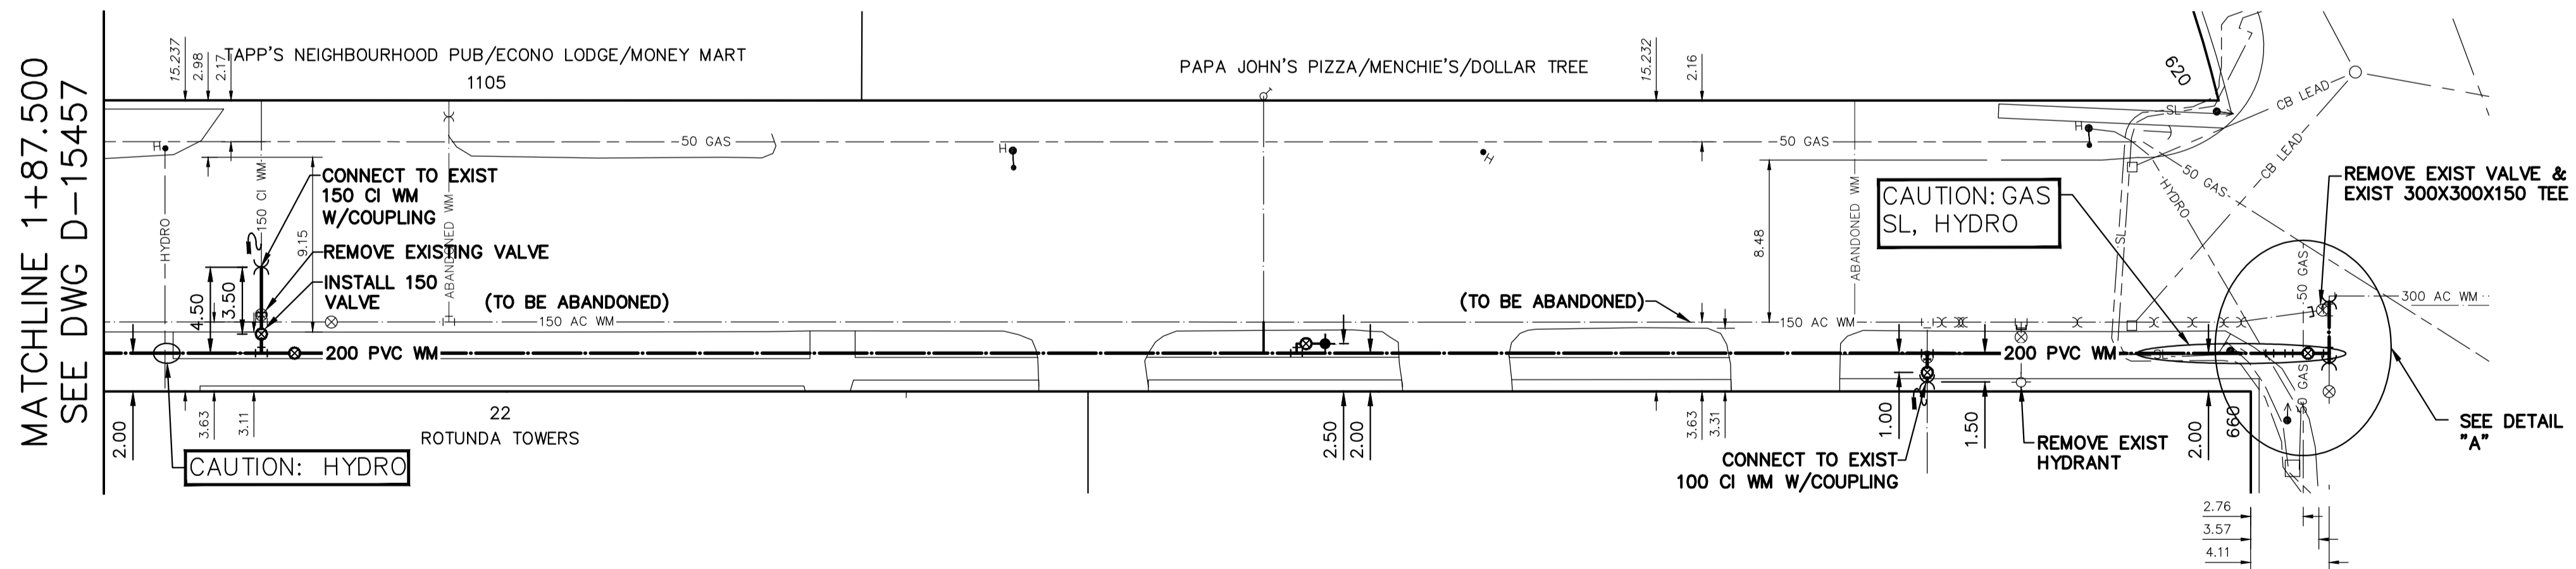 MATCHLINE 1+87.500
SEE DWG D-15457
15.237
2.98
2.17
TAPP'S NEIGHBOURHOOD PUB/ECONO LODGE/MONEY MART
1105
PAPA JOHN'S PIZZA/MENCHIE'S/DOLLAR TREE
15.232
2.16
620
CB LEAD
SL
H
50 GAS
H
H
50 GAS
H
CB LEAD
50 GAS
HYDRO
SL
HYDRO
150 CI WM
ABANDONED WM
9.15
CONNECT TO EXIST
150 CI WM
W/COUPLING
REMOVE EXISTING VALVE
INSTALL 150
VALVE
4.50
3.50
(TO BE ABANDONED)
150 AC WM
200 PVC WM
(TO BE ABANDONED)
8.48
ABANDONED WM
150 AC WM
CAUTION: GAS
SL, HYDRO
REMOVE EXIST VALVE &
EXIST 300X300X150 TEE
50 GAS
300 AC WM
200 PVC WM
SL
50 GAS
2.00
3.63
3.11
22
ROTUNDA TOWERS
CAUTION: HYDRO
2.50
2.00
3.63
3.31
1.00
1.50
2.00
660
CONNECT TO EXIST
100 CI WM W/COUPLING
REMOVE EXIST
HYDRANT
SEE DETAIL
"A"
2.76
3.57
4.11